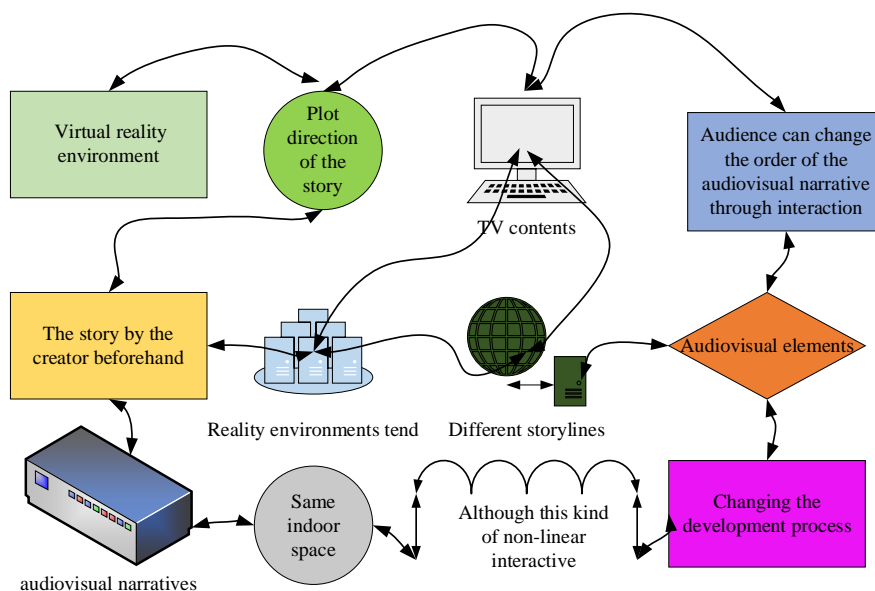 Virtual reality
environment
Plot
direction
of the
story
TV contents
Audience can change
the order of the
audiovisual narrative
through interaction
The story by the
creator beforehand
Reality environments tend
Different storylines
Audiovisual elements
audiovisual narratives
Same
indoor
space
Although this kind
of non-linear
interactive
Changing the
development process